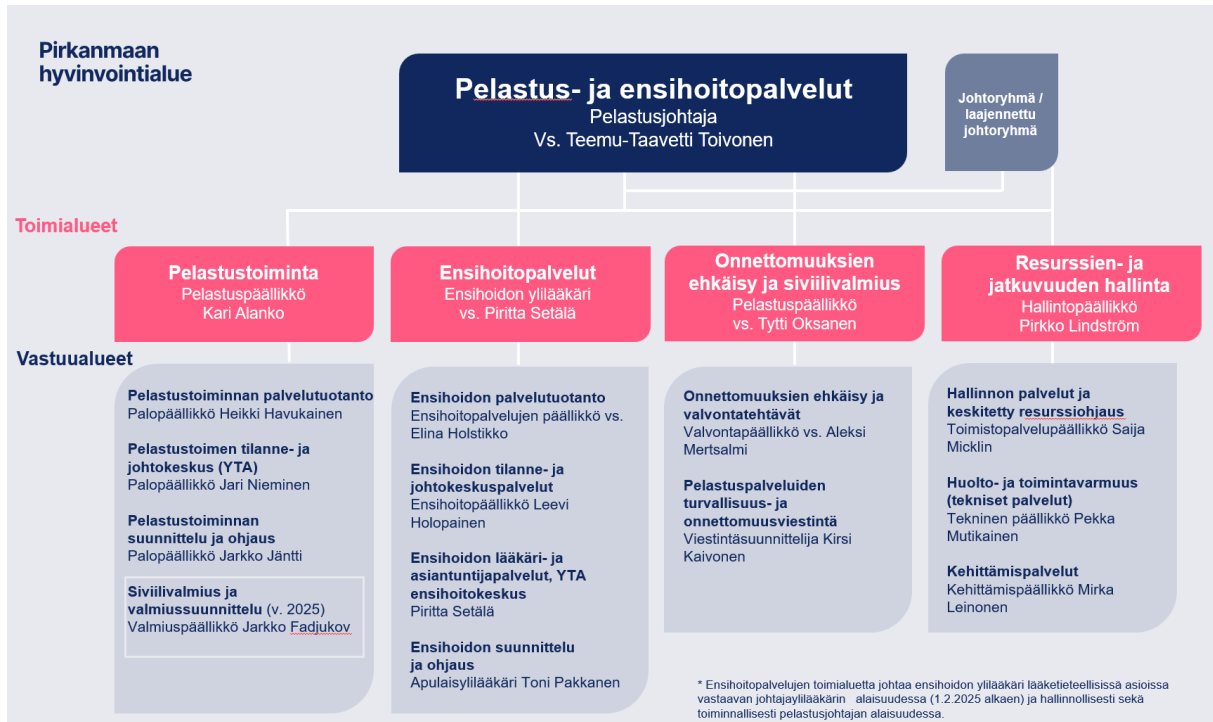 Pirkanmaan
hyvinvointialue
Pelastus- ja ensihoitopalvelut
Pelastusjohtaja
Vs. Teemu-Taavetti Toivonen
Johtoryhmä /
laajennettu
johtoryhmä
Toimialueet
Pelastustoiminta
Pelastuspäällikkö
Kari Alanko
Ensihoitopalvelut
Ensihoidon ylilääkäri
vs. Piritta Setälä
Onnettomuuksien
ehkäisy ja siviilivalmius
Pelastuspäällikkö
vs. Tytti Oksanen
Resurssien- ja
jatkuvuuden hallinta
Hallintopäällikkö
Pirkko Lindström
Vastuualueet
Pelastustoiminnan palvelutuotanto
Palopäällikkö Heikki Havukainen
Pelastustoimen tilanne- ja
johtokeskus (YTA)
Palopäällikkö Jari Nieminen
Pelastustoiminnan
suunnittelu ja ohjaus
Palopäällikkö Jarkko Jäntti
Siviilivalmius ja
valmiussuunnittelu (v. 2025)
Valmiuspäällikkö Jarkko Fadjukov
Ensihoidon palvelutuotanto
Ensihoitopalvelujen päällikkö vs.
Elina Holstikko
Ensihoidon tilanne- ja
johtokeskuspalvelut
Ensihoitopäällikkö Leevi
Holopainen
Ensihoidon lääkäri- ja
asiantuntijapalvelut, YTA
ensihoitokeskus
Piritta Setälä
Ensihoidon suunnittelu
ja ohjaus
Apulaisylilääkäri Toni Pakkanen
Onnettomuuksien ehkäisy ja
valvontatehtävät
Valvontapäällikkö vs. Aleksi
Mertsalmi
Pelastuspalveluiden
turvallisuus- ja
onnettomuusviestintä
Viestintäsuunnittelija Kirsi
Kaivonen
Hallinnon palvelut ja
keskitetty resurssiohjaus
Toimistopalvelupäällikkö Saija
Micklin
Huolto- ja toimintavarmuus
(tekniset palvelut)
Tekninen päällikkö Pekka
Mutikainen
Kehittämispalvelut
Kehittämispäällikkö Mirka
Leinonen
* Ensihoitopalvelujen toimialuetta johtaa ensihoidon ylilääkäri lääketieteellisissä asioissa
vastaavan johtajaylilääkärin alaisuudessa (1.2.2025 alkaen) ja hallinnollisesti sekä
toiminnallisesti pelastusjohtajan alaisuudessa.